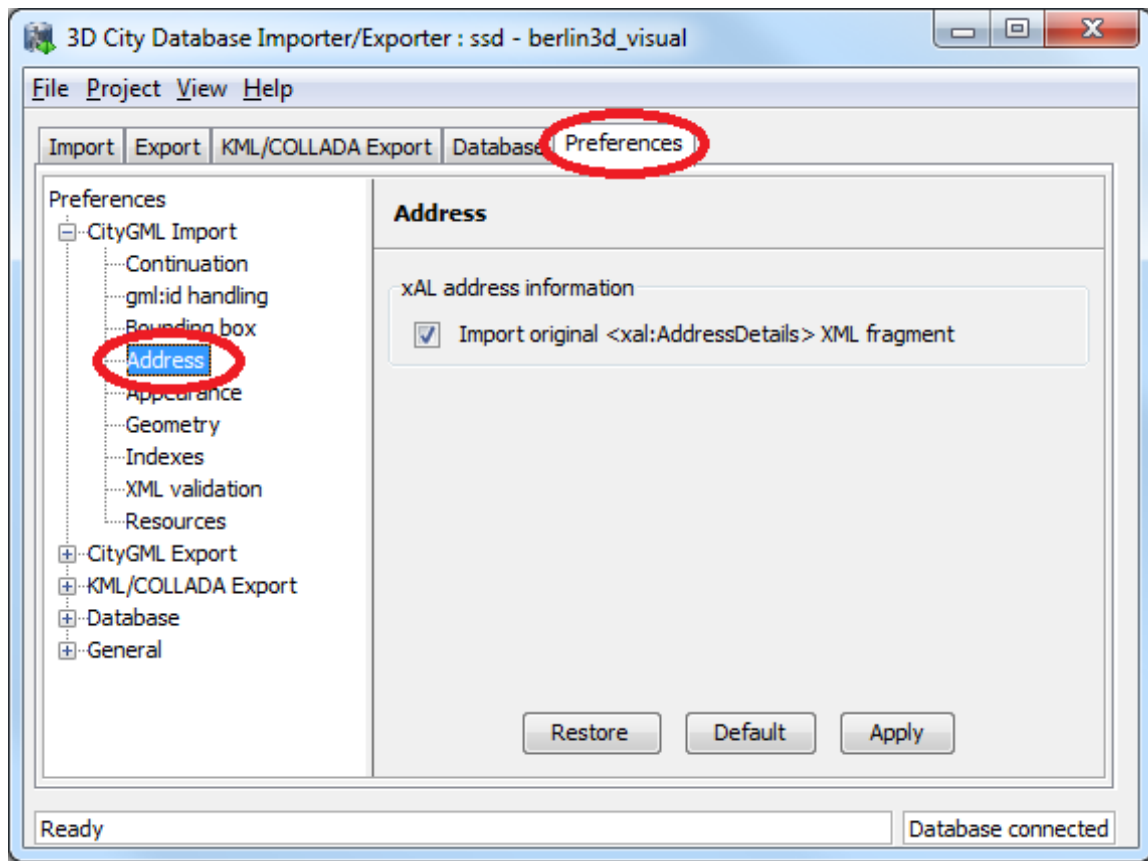 3D City Database Importer/Exporter : ssd - berlin3d_visual
File Project View Help
Import Export KML/COLLADA Export Database Preferences
Preferences
CityGML Import
Continuation
gml:id handling
Bounding box
Address
Appearance
Geometry
Indexes
XML validation
Resources
CityGML Export
KML/COLLADA Export
Database
General
Address
xAL address information
Import original <xal:AddressDetails> XML fragment
Restore Default Apply
Ready Database connected